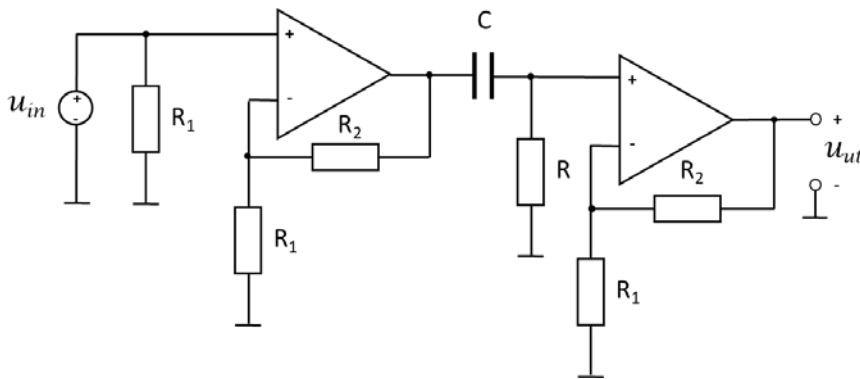 C
+
-
R₂
u_in
+
-
R₁
R₁
R
+
-
R₂
R₁
+
u_ut
-